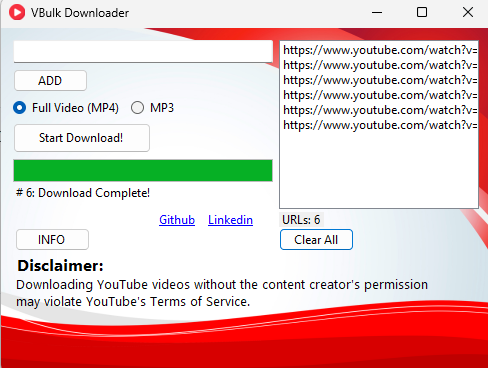 VBulk Downloader
https://www.youtube.com/watch?v=
https://www.youtube.com/watch?v=
https://www.youtube.com/watch?v=
https://www.youtube.com/watch?v=
https://www.youtube.com/watch?v=
https://www.youtube.com/watch?v=
ADD
Full Video (MP4) MP3
Start Download!
# 6: Download Complete!
Github Linkedin URLs: 6
INFO Clear All
Disclaimer:
Downloading YouTube videos without the content creator's permission
may violate YouTube's Terms of Service.